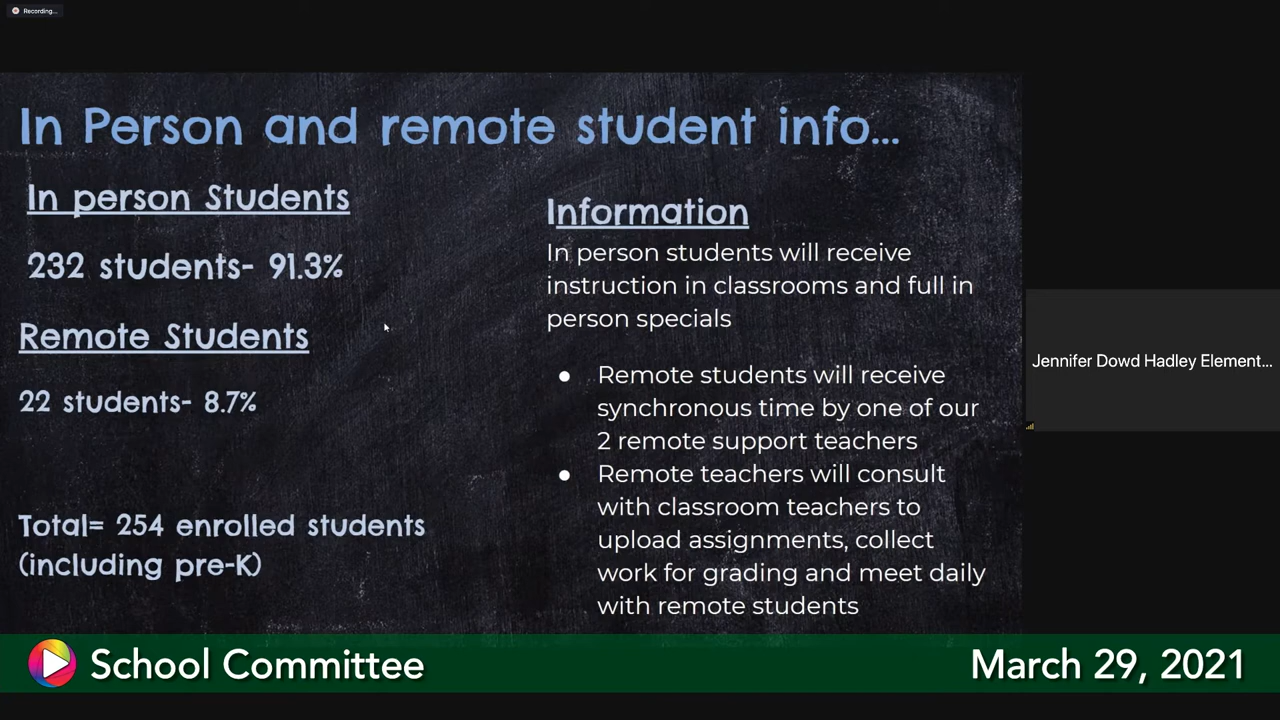 Recording...
In Person and remote student info...
In person Students
232 students- 91.3%
Remote Students
22 students- 8.7%
Total= 254 enrolled students
(including pre-K)
Information
In person students will receive
instruction in classrooms and full in
person specials
● Remote students will receive
synchronous time by one of our
2 remote support teachers
● Remote teachers will consult
with classroom teachers to
upload assignments, collect
work for grading and meet daily
with remote students
Jennifer Dowd Hadley Element...
School Committee
March 29, 2021